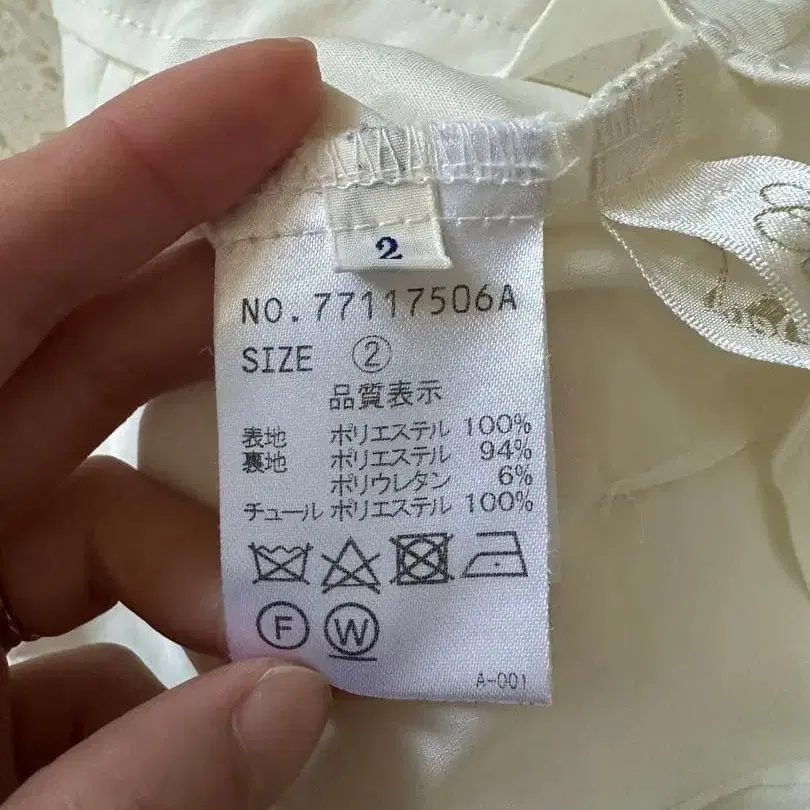 2
NO.77117506A
SIZE ②
品質表示
表地 ポリエステル 100%
裏地 ポリエステル 94%
ポリウレタン 6%
チュール ポリエステル 100%
F W
A-001